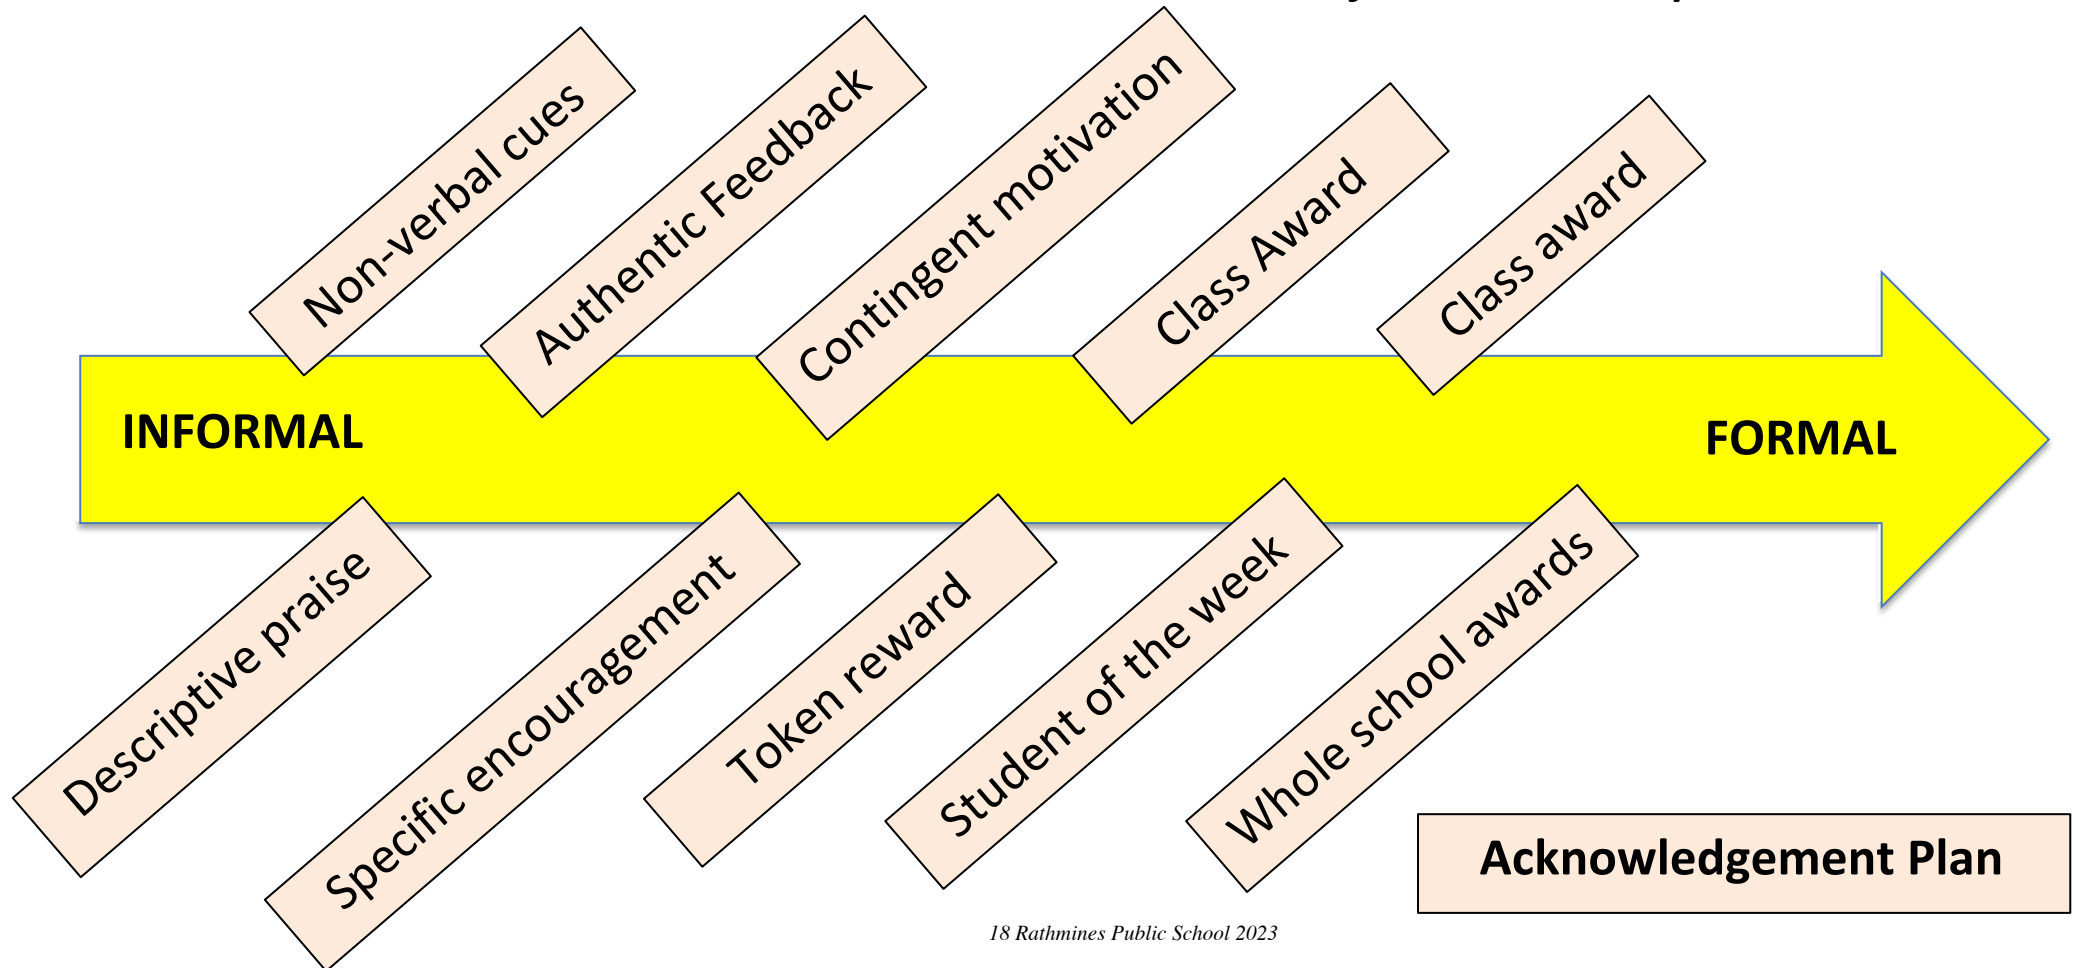 Non-verbal cues
Authentic Feedback
Contingent motivation
Class Award
Class award
INFORMAL
FORMAL
Descriptive praise
Specific encouragement
Token reward
Student of the week
Whole school awards
Acknowledgement Plan
18 Rathmines Public School 2023